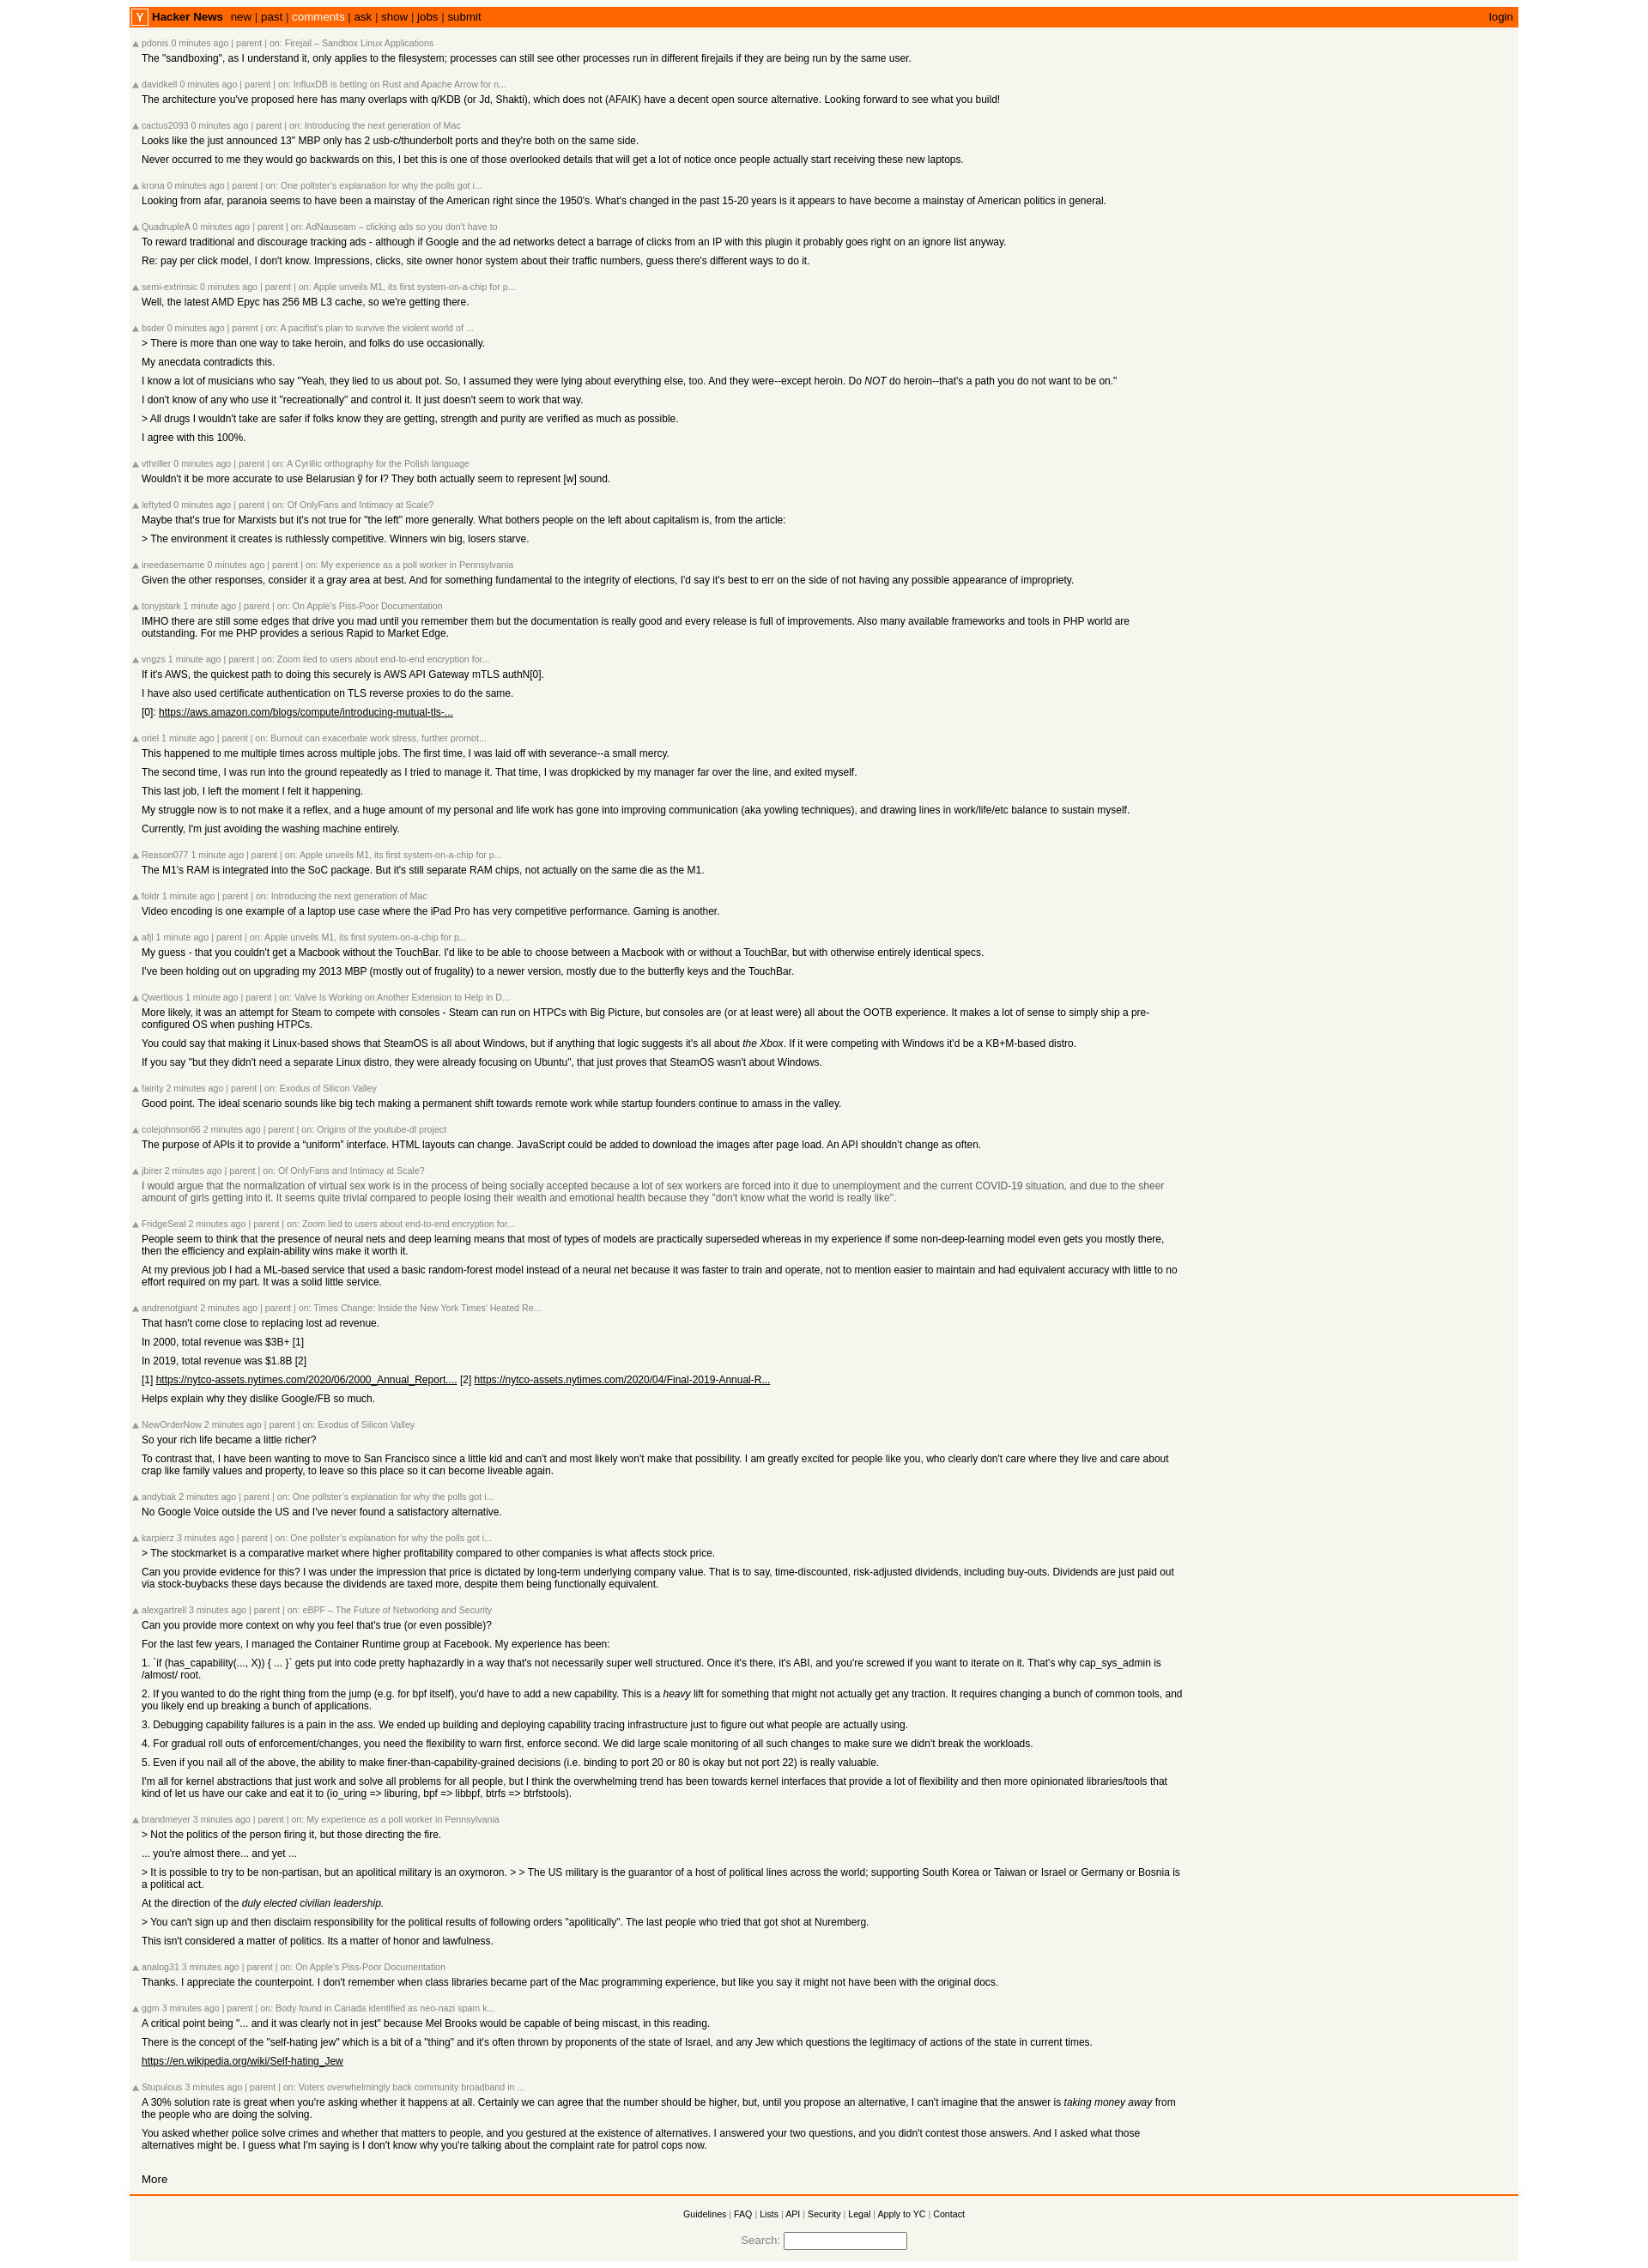 Y Hacker News new | past | comments | ask | show | jobs | submit login
pdonis 0 minutes ago | parent | on: Firejail – Sandbox Linux Applications
The "sandboxing", as I understand it, only applies to the filesystem; processes can still see other processes run in different firejails if they are being run by the same user.
davidkell 0 minutes ago | parent | on: InfluxDB is betting on Rust and Apache Arrow for n...
The architecture you've proposed here has many overlaps with q/KDB (or Jd, Shakti), which does not (AFAIK) have a decent open source alternative. Looking forward to see what you build!
cactus2093 0 minutes ago | parent | on: Introducing the next generation of Mac
Looks like the just announced 13" MBP only has 2 usb-c/thunderbolt ports and they're both on the same side.
Never occurred to me they would go backwards on this, I bet this is one of those overlooked details that will get a lot of notice once people actually start receiving these new laptops.
krona 0 minutes ago | parent | on: One pollster's explanation for why the polls got i...
Looking from afar, paranoia seems to have been a mainstay of the American right since the 1950's. What's changed in the past 15-20 years is it appears to have become a mainstay of American politics in general.
QuadrupleA 0 minutes ago | parent | on: AdNauseam – clicking ads so you don't have to
To reward traditional and discourage tracking ads - although if Google and the ad networks detect a barrage of clicks from an IP with this plugin it probably goes right on an ignore list anyway.
Re: pay per click model, I don't know. Impressions, clicks, site owner honor system about their traffic numbers, guess there's different ways to do it.
semi-extrinsic 0 minutes ago | parent | on: Apple unveils M1, its first system-on-a-chip for p...
Well, the latest AMD Epyc has 256 MB L3 cache, so we're getting there.
bsder 0 minutes ago | parent | on: A pacifist's plan to survive the violent world of ...
> There is more than one way to take heroin, and folks do use occasionally.
My anecdata contradicts this.
I know a lot of musicians who say "Yeah, they lied to us about pot. So, I assumed they were lying about everything else, too. And they were--except heroin. Do NOT do heroin--that's a path you do not want to be on."
I don't know of any who use it "recreationally" and control it. It just doesn't seem to work that way.
> All drugs I wouldn't take are safer if folks know they are getting, strength and purity are verified as much as possible.
I agree with this 100%.
vthriller 0 minutes ago | parent | on: A Cyrillic orthography for the Polish language
Wouldn't it be more accurate to use Belarusian ў for ł? They both actually seem to represent [w] sound.
leftyted 0 minutes ago | parent | on: Of OnlyFans and Intimacy at Scale?
Maybe that's true for Marxists but it's not true for "the left" more generally. What bothers people on the left about capitalism is, from the article:
> The environment it creates is ruthlessly competitive. Winners win big, losers starve.
ineedasername 0 minutes ago | parent | on: My experience as a poll worker in Pennsylvania
Given the other responses, consider it a gray area at best. And for something fundamental to the integrity of elections, I'd say it's best to err on the side of not having any possible appearance of impropriety.
tonyjstark 1 minute ago | parent | on: On Apple's Piss-Poor Documentation
IMHO there are still some edges that drive you mad until you remember them but the documentation is really good and every release is full of improvements. Also many available frameworks and tools in PHP world are
outstanding. For me PHP provides a serious Rapid to Market Edge.
vngzs 1 minute ago | parent | on: Zoom lied to users about end-to-end encryption for...
If it's AWS, the quickest path to doing this securely is AWS API Gateway mTLS authN[0].
I have also used certificate authentication on TLS reverse proxies to do the same.
[0]: https://aws.amazon.com/blogs/compute/introducing-mutual-tls-...
oriel 1 minute ago | parent | on: Burnout can exacerbate work stress, further promot...
This happened to me multiple times across multiple jobs. The first time, I was laid off with severance--a small mercy.
The second time, I was run into the ground repeatedly as I tried to manage it. That time, I was dropkicked by my manager far over the line, and exited myself.
This last job, I left the moment I felt it happening.
My struggle now is to not make it a reflex, and a huge amount of my personal and life work has gone into improving communication (aka yowling techniques), and drawing lines in work/life/etc balance to sustain myself.
Currently, I'm just avoiding the washing machine entirely.
Reason077 1 minute ago | parent | on: Apple unveils M1, its first system-on-a-chip for p...
The M1's RAM is integrated into the SoC package. But it's still separate RAM chips, not actually on the same die as the M1.
foldr 1 minute ago | parent | on: Introducing the next generation of Mac
Video encoding is one example of a laptop use case where the iPad Pro has very competitive performance. Gaming is another.
afjl 1 minute ago | parent | on: Apple unveils M1, its first system-on-a-chip for p...
My guess - that you couldn't get a Macbook without the TouchBar. I'd like to be able to choose between a Macbook with or without a TouchBar, but with otherwise entirely identical specs.
I've been holding out on upgrading my 2013 MBP (mostly out of frugality) to a newer version, mostly due to the butterfly keys and the TouchBar.
Qwertious 1 minute ago | parent | on: Valve Is Working on Another Extension to Help in D...
More likely, it was an attempt for Steam to compete with consoles - Steam can run on HTPCs with Big Picture, but consoles are (or at least were) all about the OOTB experience. It makes a lot of sense to simply ship a pre-
configured OS when pushing HTPCs.
You could say that making it Linux-based shows that SteamOS is all about Windows, but if anything that logic suggests it's all about the Xbox. If it were competing with Windows it'd be a KB+M-based distro.
If you say "but they didn't need a separate Linux distro, they were already focusing on Ubuntu", that just proves that SteamOS wasn't about Windows.
fairity 2 minutes ago | parent | on: Exodus of Silicon Valley
Good point. The ideal scenario sounds like big tech making a permanent shift towards remote work while startup founders continue to amass in the valley.
colejohnson66 2 minutes ago | parent | on: Origins of the youtube-dl project
The purpose of APIs it to provide a “uniform” interface. HTML layouts can change. JavaScript could be added to download the images after page load. An API shouldn’t change as often.
jbirer 2 minutes ago | parent | on: Of OnlyFans and Intimacy at Scale?
I would argue that the normalization of virtual sex work is in the process of being socially accepted because a lot of sex workers are forced into it due to unemployment and the current COVID-19 situation, and due to the sheer
amount of girls getting into it. It seems quite trivial compared to people losing their wealth and emotional health because they "don't know what the world is really like".
FridgeSeal 2 minutes ago | parent | on: Zoom lied to users about end-to-end encryption for...
People seem to think that the presence of neural nets and deep learning means that most of types of models are practically superseded whereas in my experience if some non-deep-learning model even gets you mostly there,
then the efficiency and explain-ability wins make it worth it.
At my previous job I had a ML-based service that used a basic random-forest model instead of a neural net because it was faster to train and operate, not to mention easier to maintain and had equivalent accuracy with little to no
effort required on my part. It was a solid little service.
andrenotgiant 2 minutes ago | parent | on: Times Change: Inside the New York Times’ Heated Re...
That hasn't come close to replacing lost ad revenue.
In 2000, total revenue was $3B+ [1]
In 2019, total revenue was $1.8B [2]
[1] https://nytco-assets.nytimes.com/2020/06/2000_Annual_Report.... [2] https://nytco-assets.nytimes.com/2020/04/Final-2019-Annual-R...
Helps explain why they dislike Google/FB so much.
NewOrderNow 2 minutes ago | parent | on: Exodus of Silicon Valley
So your rich life became a little richer?
To contrast that, I have been wanting to move to San Francisco since a little kid and can't and most likely won't make that possibility. I am greatly excited for people like you, who clearly don't care where they live and care about
crap like family values and property, to leave so this place so it can become liveable again.
andybak 2 minutes ago | parent | on: One pollster's explanation for why the polls got i...
No Google Voice outside the US and I've never found a satisfactory alternative.
karpierz 3 minutes ago | parent | on: One pollster's explanation for why the polls got i...
> The stockmarket is a comparative market where higher profitability compared to other companies is what affects stock price.
Can you provide evidence for this? I was under the impression that price is dictated by long-term underlying company value. That is to say, time-discounted, risk-adjusted dividends, including buy-outs. Dividends are just paid out
via stock-buybacks these days because the dividends are taxed more, despite them being functionally equivalent.
alexgartrell 3 minutes ago | parent | on: eBPF – The Future of Networking and Security
Can you provide more context on why you feel that's true (or even possible)?
For the last few years, I managed the Container Runtime group at Facebook. My experience has been:
1. `if (has_capability(..., X)) { ... }` gets put into code pretty haphazardly in a way that's not necessarily super well structured. Once it's there, it's ABI, and you're screwed if you want to iterate on it. That's why cap_sys_admin is
/almost/ root.
2. If you wanted to do the right thing from the jump (e.g. for bpf itself), you'd have to add a new capability. This is a heavy lift for something that might not actually get any traction. It requires changing a bunch of common tools, and
you likely end up breaking a bunch of applications.
3. Debugging capability failures is a pain in the ass. We ended up building and deploying capability tracing infrastructure just to figure out what people are actually using.
4. For gradual roll outs of enforcement/changes, you need the flexibility to warn first, enforce second. We did large scale monitoring of all such changes to make sure we didn't break the workloads.
5. Even if you nail all of the above, the ability to make finer-than-capability-grained decisions (i.e. binding to port 20 or 80 is okay but not port 22) is really valuable.
I'm all for kernel abstractions that just work and solve all problems for all people, but I think the overwhelming trend has been towards kernel interfaces that provide a lot of flexibility and then more opinionated libraries/tools that
kind of let us have our cake and eat it to (io_uring => liburing, bpf => libbpf, btrfs => btrfstools).
brandmeyer 3 minutes ago | parent | on: My experience as a poll worker in Pennsylvania
> Not the politics of the person firing it, but those directing the fire.
... you're almost there... and yet ...
> It is possible to try to be non-partisan, but an apolitical military is an oxymoron. > > The US military is the guarantor of a host of political lines across the world; supporting South Korea or Taiwan or Israel or Germany or Bosnia is
a political act.
At the direction of the duly elected civilian leadership.
> You can't sign up and then disclaim responsibility for the political results of following orders "apolitically". The last people who tried that got shot at Nuremberg.
This isn't considered a matter of politics. Its a matter of honor and lawfulness.
analog31 3 minutes ago | parent | on: On Apple's Piss-Poor Documentation
Thanks. I appreciate the counterpoint. I don't remember when class libraries became part of the Mac programming experience, but like you say it might not have been with the original docs.
ggm 3 minutes ago | parent | on: Body found in Canada identified as neo-nazi spam k...
A critical point being "... and it was clearly not in jest" because Mel Brooks would be capable of being miscast, in this reading.
There is the concept of the "self-hating jew" which is a bit of a "thing" and it's often thrown by proponents of the state of Israel, and any Jew which questions the legitimacy of actions of the state in current times.
https://en.wikipedia.org/wiki/Self-hating_Jew
Stupulous 3 minutes ago | parent | on: Voters overwhelmingly back community broadband in ...
A 30% solution rate is great when you're asking whether it happens at all. Certainly we can agree that the number should be higher, but, until you propose an alternative, I can't imagine that the answer is taking money away from
the people who are doing the solving.
You asked whether police solve crimes and whether that matters to people, and you gestured at the existence of alternatives. I answered your two questions, and you didn't contest those answers. And I asked what those
alternatives might be. I guess what I'm saying is I don't know why you're talking about the complaint rate for patrol cops now.
More
Guidelines | FAQ | Lists | API | Security | Legal | Apply to YC | Contact
Search: